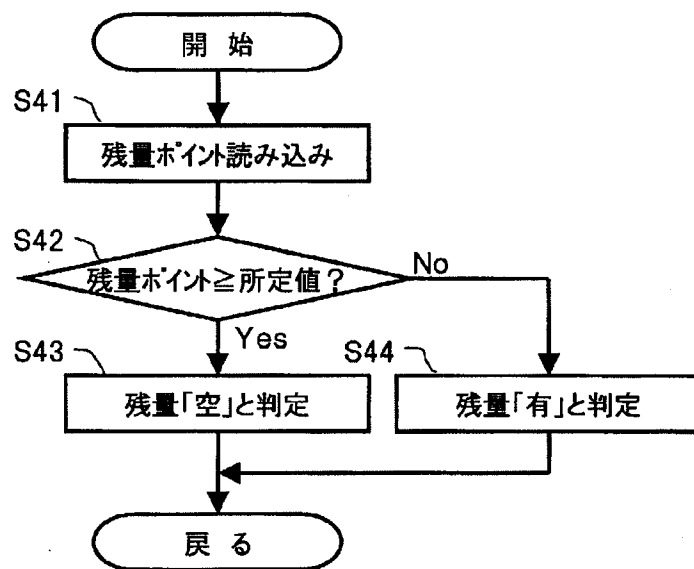 開 始
S41
残量ポイント読み込み
S42
残量ポイント≧所定値？
No
Yes
S43
残量「空」と判定
S44
残量「有」と判定
戻 る